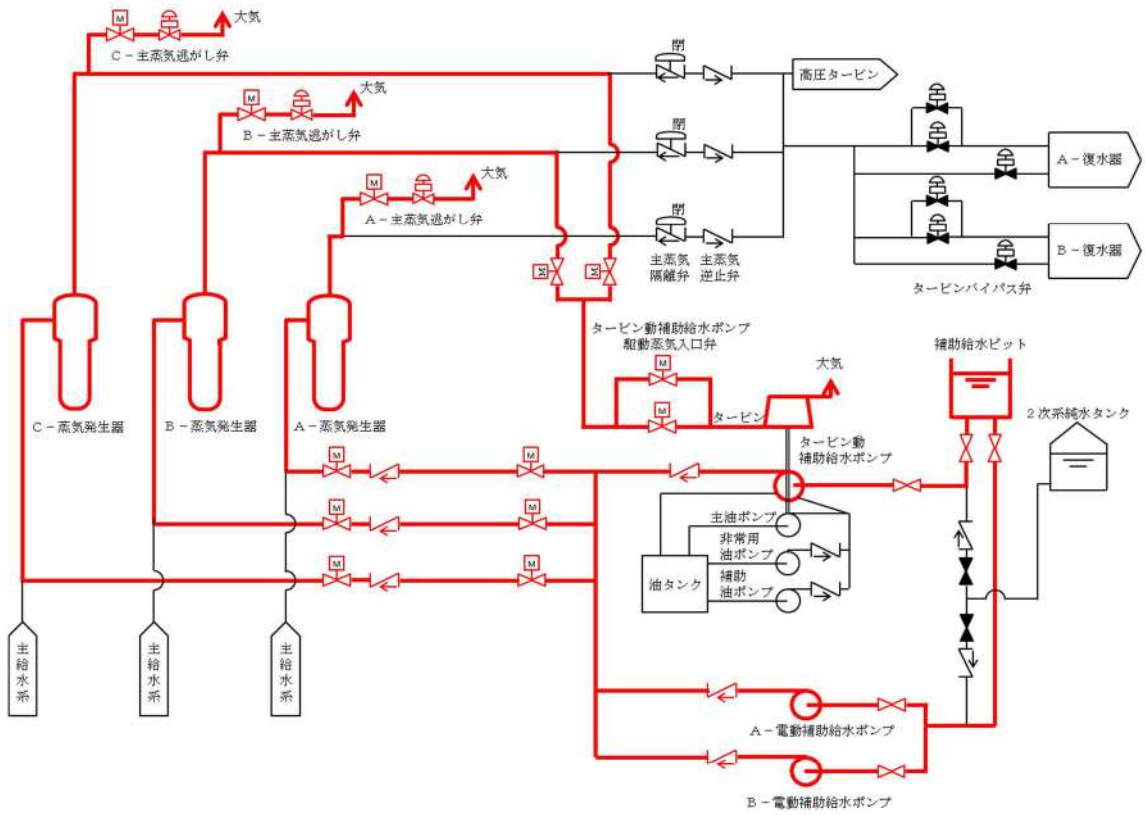 大気
M
C-主蒸気逃がし弁
大気
M
B-主蒸気逃がし弁
大気
M
A-主蒸気逃がし弁
閉
閉
閉
高圧タービン
主蒸気
隔離弁
主蒸気
逆止弁
A-復水器
B-復水器
タービンバイパス弁
M
M
タービン動補助給水ポンプ
駆動蒸気入口弁
M
M
タービン
大気
補助給水ピット
2次系純水タンク
C-蒸気発生器
B-蒸気発生器
A-蒸気発生器
タービン動
補助給水ポンプ
M
M
M
M
M
M
主油ポンプ
非常用
油ポンプ
補助
油ポンプ
油タンク
主給水系
主給水系
主給水系
A-電動補助給水ポンプ
B-電動補助給水ポンプ